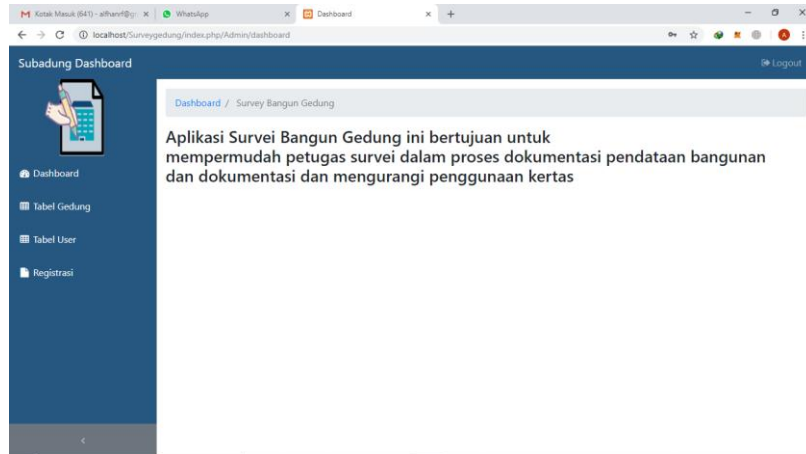 Kotak Masuk (641) -
WhatsApp
Dashboard
localhost/Surveygedung/index.php/Admin/dashboard
Subadung Dashboard
Logout
Dashboard / Survey Bangun Gedung
Aplikasi Survei Bangun Gedung ini bertujuan untuk
mempermudah petugas survei dalam proses dokumentasi pendataan bangunan
dan dokumentasi dan mengurangi penggunaan kertas
Dashboard
Tabel Gedung
Tabel User
Registrasi